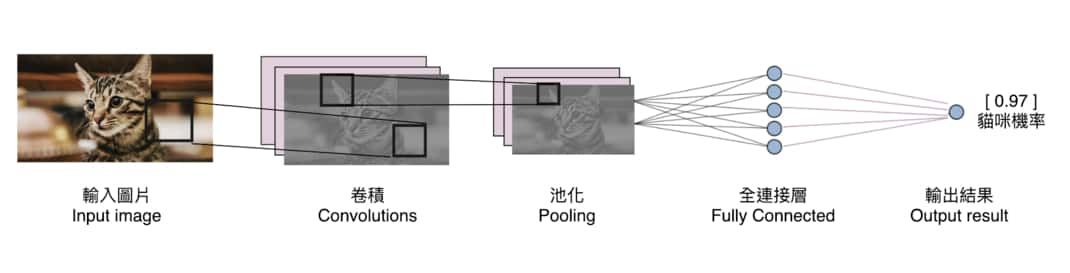 [ 0.97 ]
貓咪機率
輸入圖片
Input image
卷積
Convolutions
池化
Pooling
全連接層
Fully Connected
輸出結果
Output result